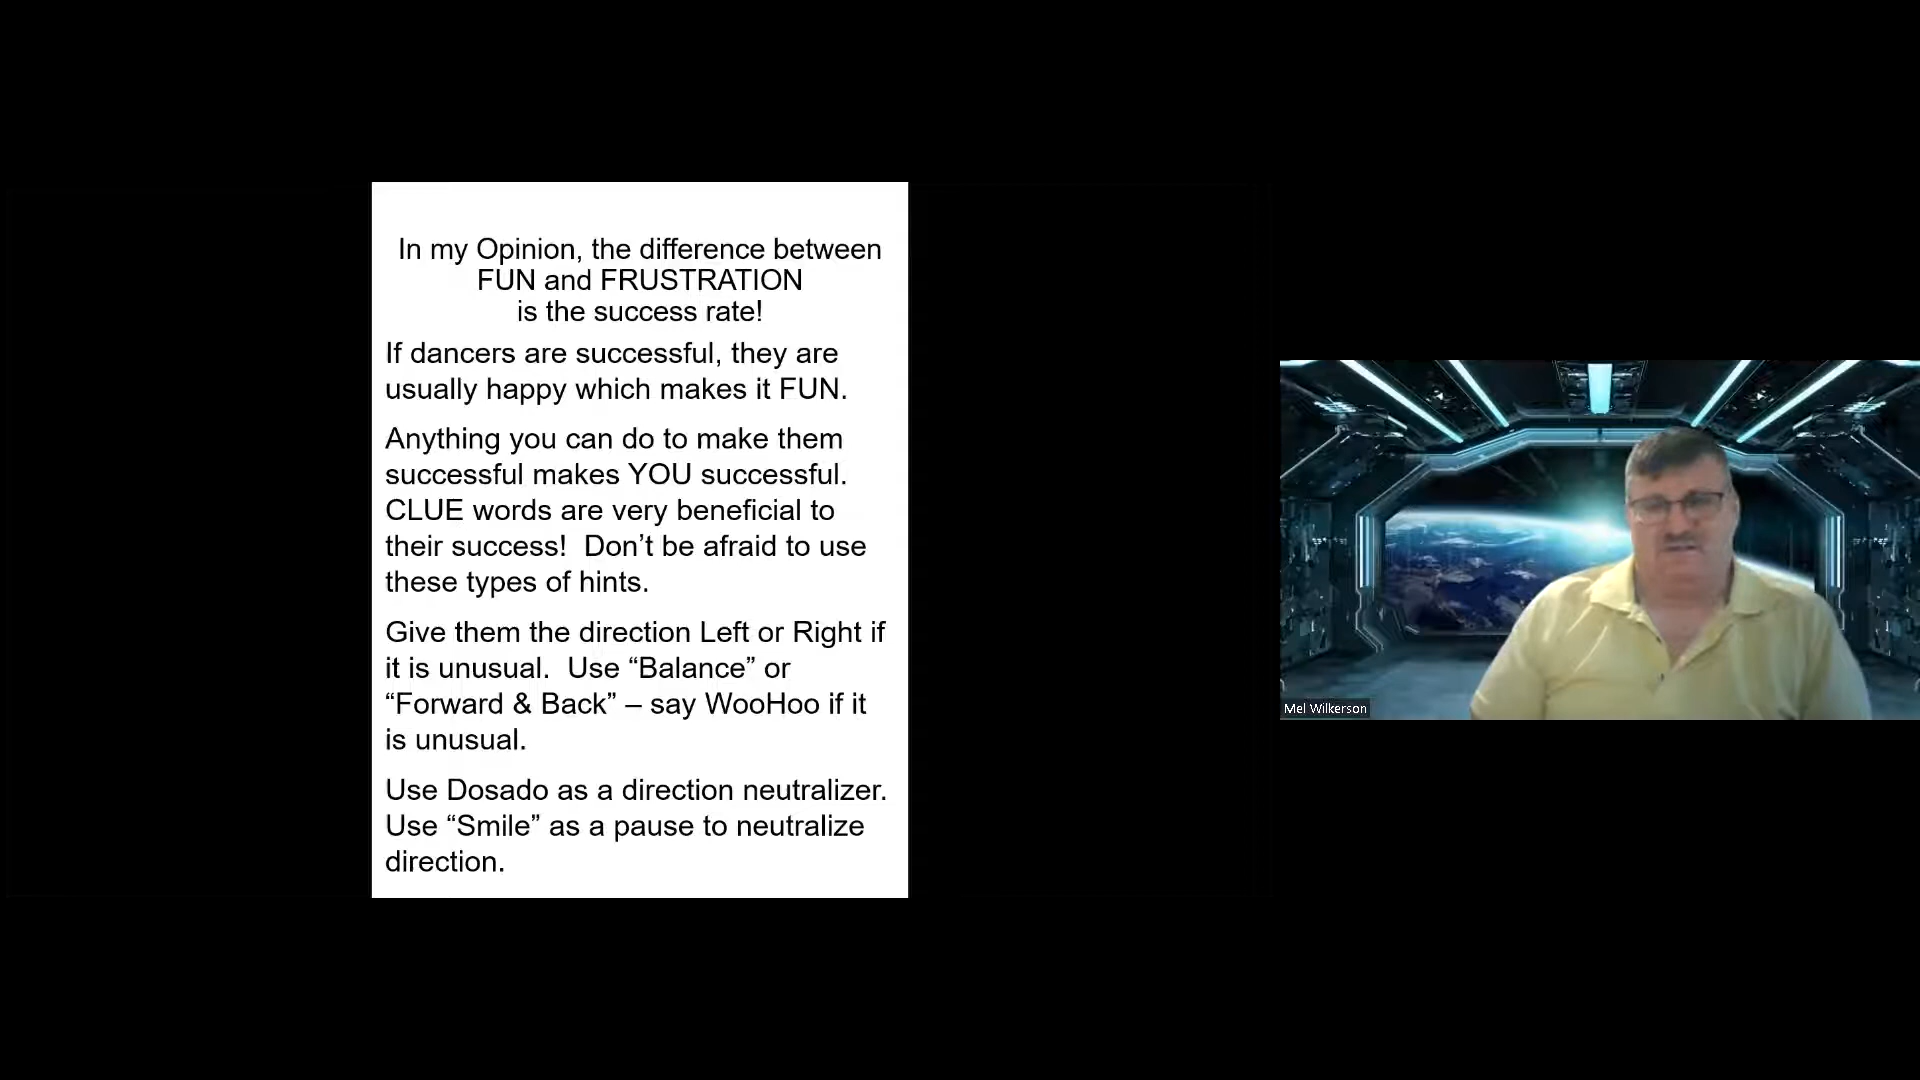 In my Opinion, the difference between
FUN and FRUSTRATION
is the success rate!
If dancers are successful, they are
usually happy which makes it FUN.
Anything you can do to make them
successful makes YOU successful.
CLUE words are very beneficial to
their success!  Don’t be afraid to use
these types of hints.
Give them the direction Left or Right if
it is unusual.  Use “Balance” or
“Forward & Back” – say WooHoo if it
is unusual.
Use Dosado as a direction neutralizer.
Use “Smile” as a pause to neutralize
direction.
Mel Wilkerson